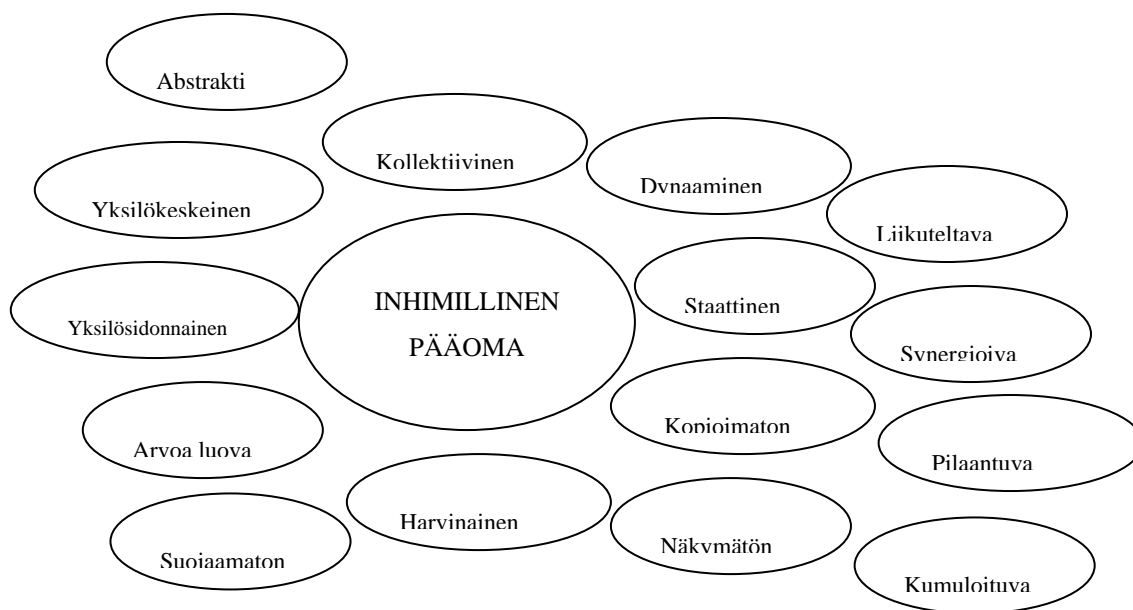 Abstrakti
Kollektiivinen
Dynaaminen
Yksilökeskeinen
Liikuteltava
INHIMILLINEN
PÄÄOMA
Staattinen
Yksilösidonnainen
Synergioiva
Kopioimaton
Arvoa luova
Pilaantuva
Harvinainen
Näkymätön
Suojaamaton
Kumuloituva